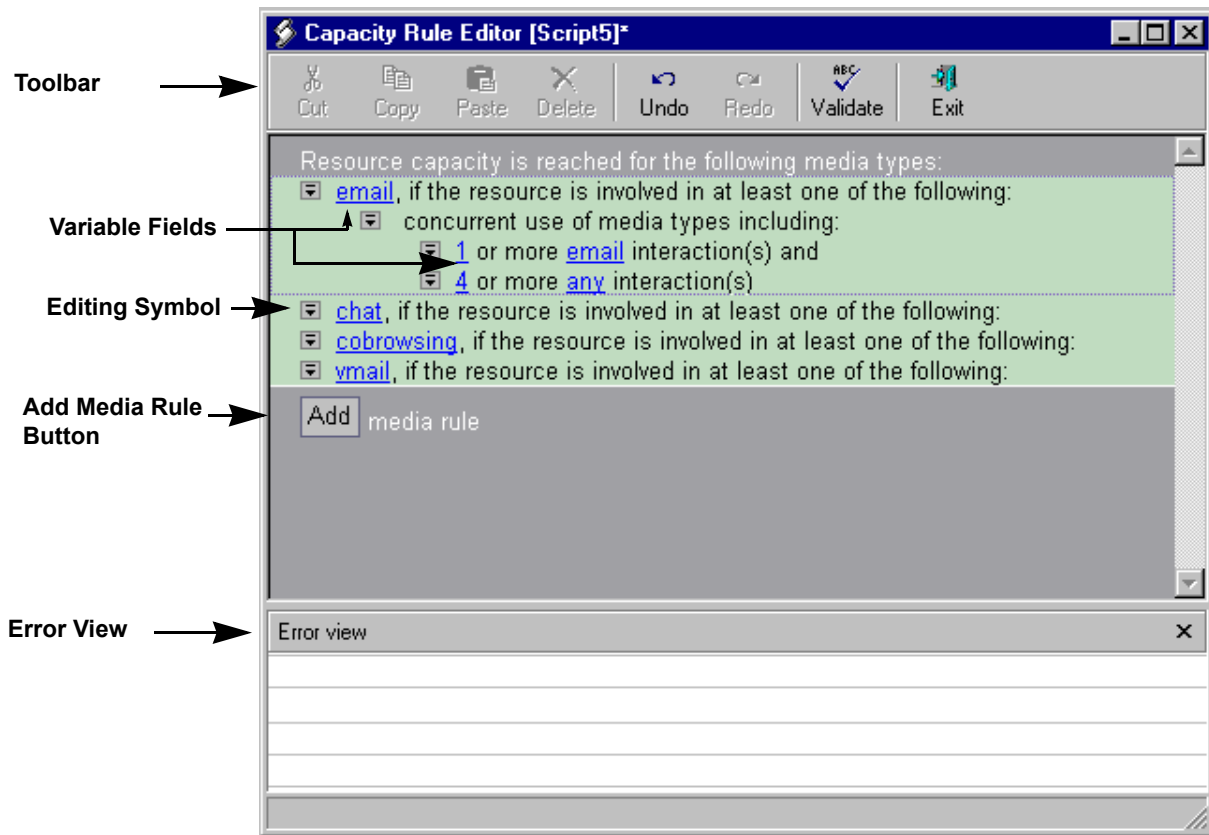 Capacity Rule Editor [Script5]*
Toolbar
Cut Copy Paste Delete Undo Redo ABC Validate Exit
Resource capacity is reached for the following media types:
email, if the resource is involved in at least one of the following:
Variable Fields
concurrent use of media types including:
1 or more email interaction(s) and
4 or more any interaction(s)
Editing Symbol
chat, if the resource is involved in at least one of the following:
cobrowsing, if the resource is involved in at least one of the following:
vmail, if the resource is involved in at least one of the following:
Add Media Rule
Button
Add media rule
Error View
Error view